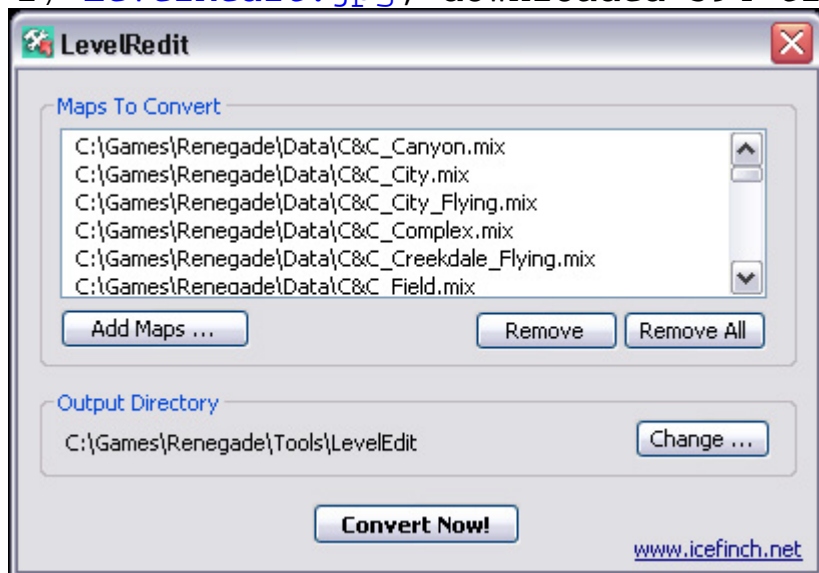 LevelRedit
Maps To Convert
C:\Games\Renegade\Data\C&C_Canyon.mix
C:\Games\Renegade\Data\C&C_City.mix
C:\Games\Renegade\Data\C&C_City_Flying.mix
C:\Games\Renegade\Data\C&C_Complex.mix
C:\Games\Renegade\Data\C&C_Creekdale_Flying.mix
C:\Games\Renegade\Data\C&C_Field.mix
Add Maps ... Remove Remove All
Output Directory
C:\Games\Renegade\Tools\LevelEdit Change ...
Convert Now!
www.icefinch.net